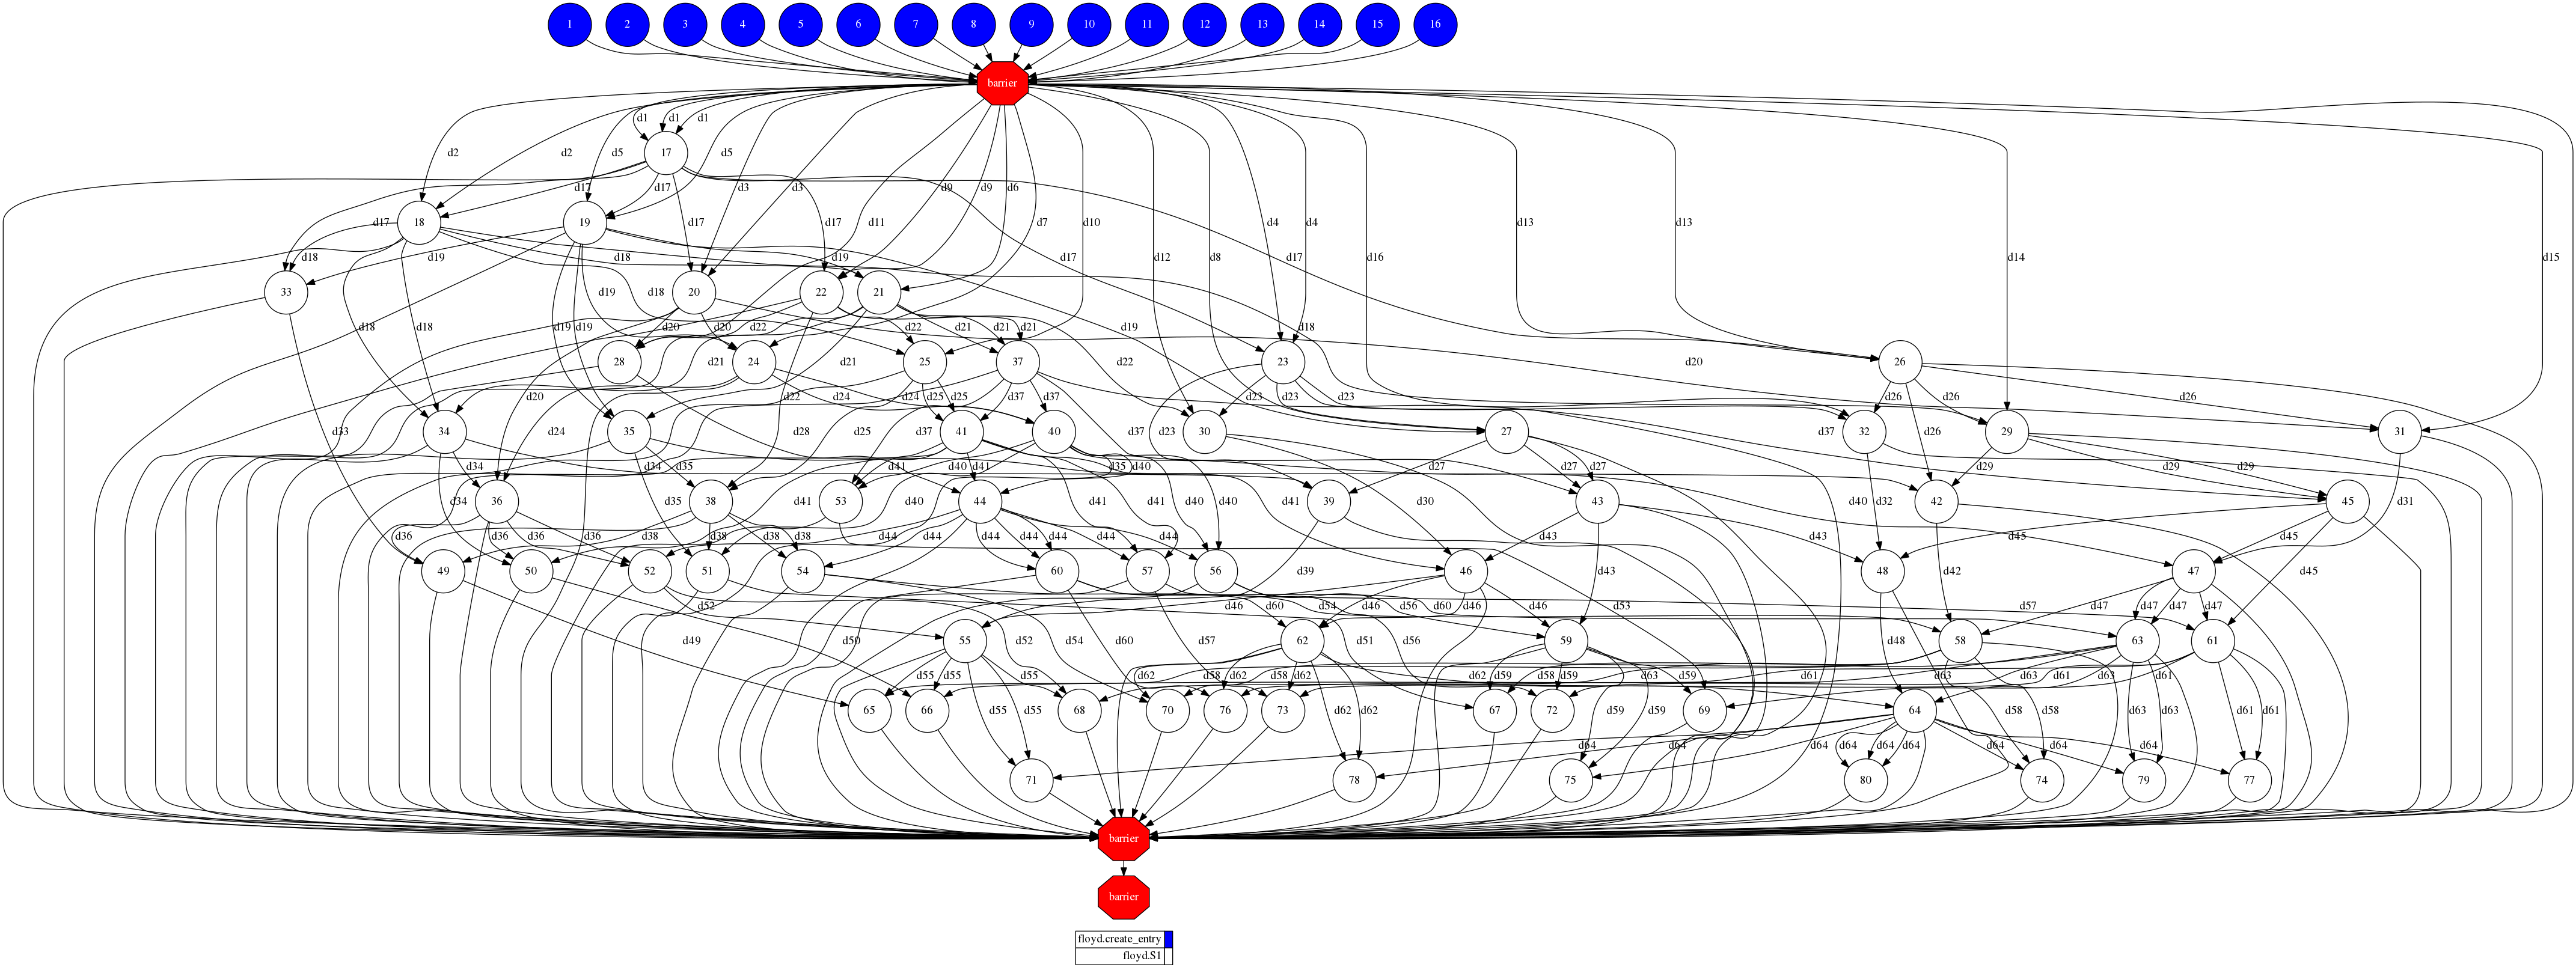 1 2 3 4 5 6 7 8 9 10 11 12 13 14 15 16
barrier
d1 d1 d1
d2 d2 d5 17 d5 d3 d3 d9 d9 d6 d4 d4 d13 d13 d14 d15
d17 d17 d17 d17
d17 18 d18 19 d11 d7 d10 d17 d17
d18 d19 d19 d18 d12 d8 d16
33 d19 d18 20 22 21
d18 d18 d19 d19 d20 d20 d22 d22 d21 d21 d21 d19 d18
28 d21 24 d21 25 37 d22 23 d20 26
d20 d22 d24 d24 d25 d25 d37 d37 d23 d23 d23 d26 d26 d26
d33 34 d24 35 d28 d25 d37 41 40 d37 30 d23 27 d37 32 d26 29 31
d34 d34 d35 d41 d40 d41 d35 d40 d27 d27 d27 d29 d29 d29
d34 36 d35 38 d41 53 d40 44 d41 d41 d40 d40 d41 39 d30 43 d40 d32 42 45 d31
d36 d36 d36 d38 d38 d38 d44 d44 d44 d44 d44 d44 d43 d43 d45 d45
49 50 52 51 54 60 57 56 d39 46 d43 48 d42 47 d45
d52 d46 d60 d54 d46 d46 d56 d60 d46 d53 d57 d47 d47 d47 d47
d49 d50 55 d52 d54 d60 d57 62 d56 d51 59 d48 58 63 61
d55 d55 d55 d58 d62 d62 d58 d62 d59 d58 d59 d63 d59 d61 d63 d63 d61 d61
65 66 d55 d55 68 70 76 73 d62 d62 67 72 d59 d59 69 64 d58 d58 d63 d63 d61 d61
d64 d64 d64 d64 d64 d64 d64 d64 d64
71 78 75 80 74 79 77
barrier
barrier
floyd.create_entry
floyd.S1